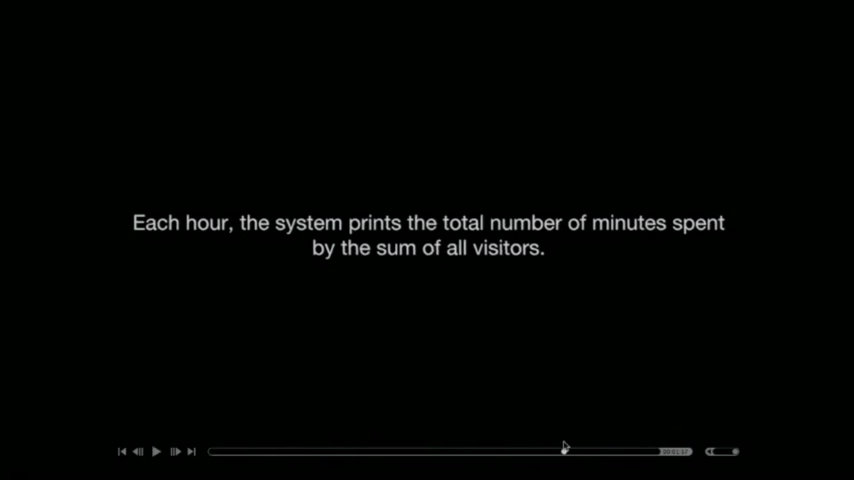 Each hour, the system prints the total number of minutes spent
by the sum of all visitors.